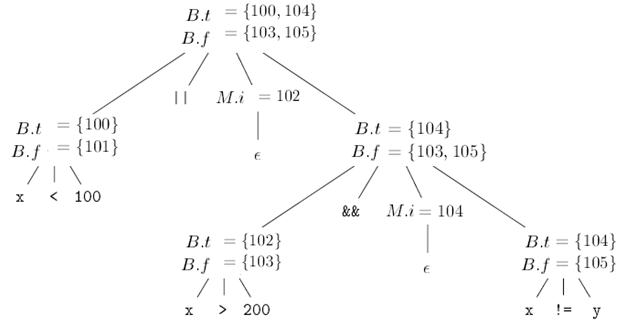 B.t = {100, 104}
B.f = {103, 105}
|| M.i = 102
B.t = {100}
B.f = {101}
ϵ
B.t = {104}
B.f = {103, 105}
x < 100
&& M.i = 104
B.t = {102}
B.f = {103}
ϵ
B.t = {104}
B.f = {105}
x > 200
x != y